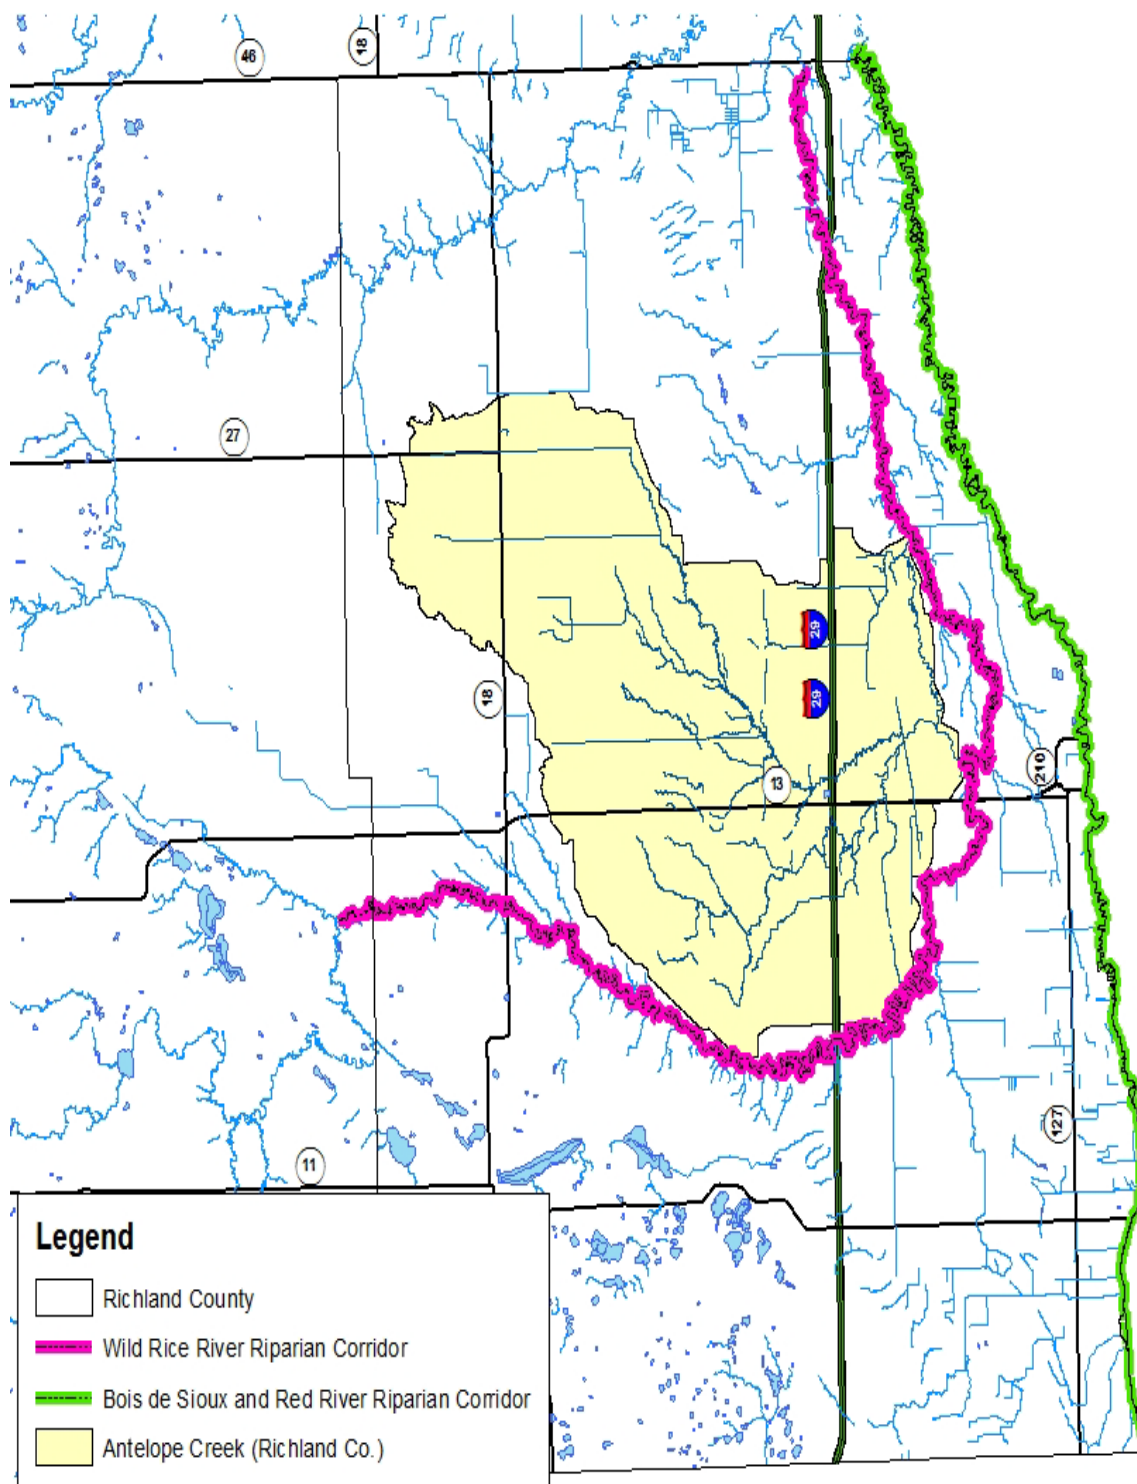 46
18
27
29
18
29
210
13
127
11
Legend
Richland County
Wild Rice River Riparian Corridor
Bois de Sioux and Red River Riparian Corridor
Antelope Creek (Richland Co.)